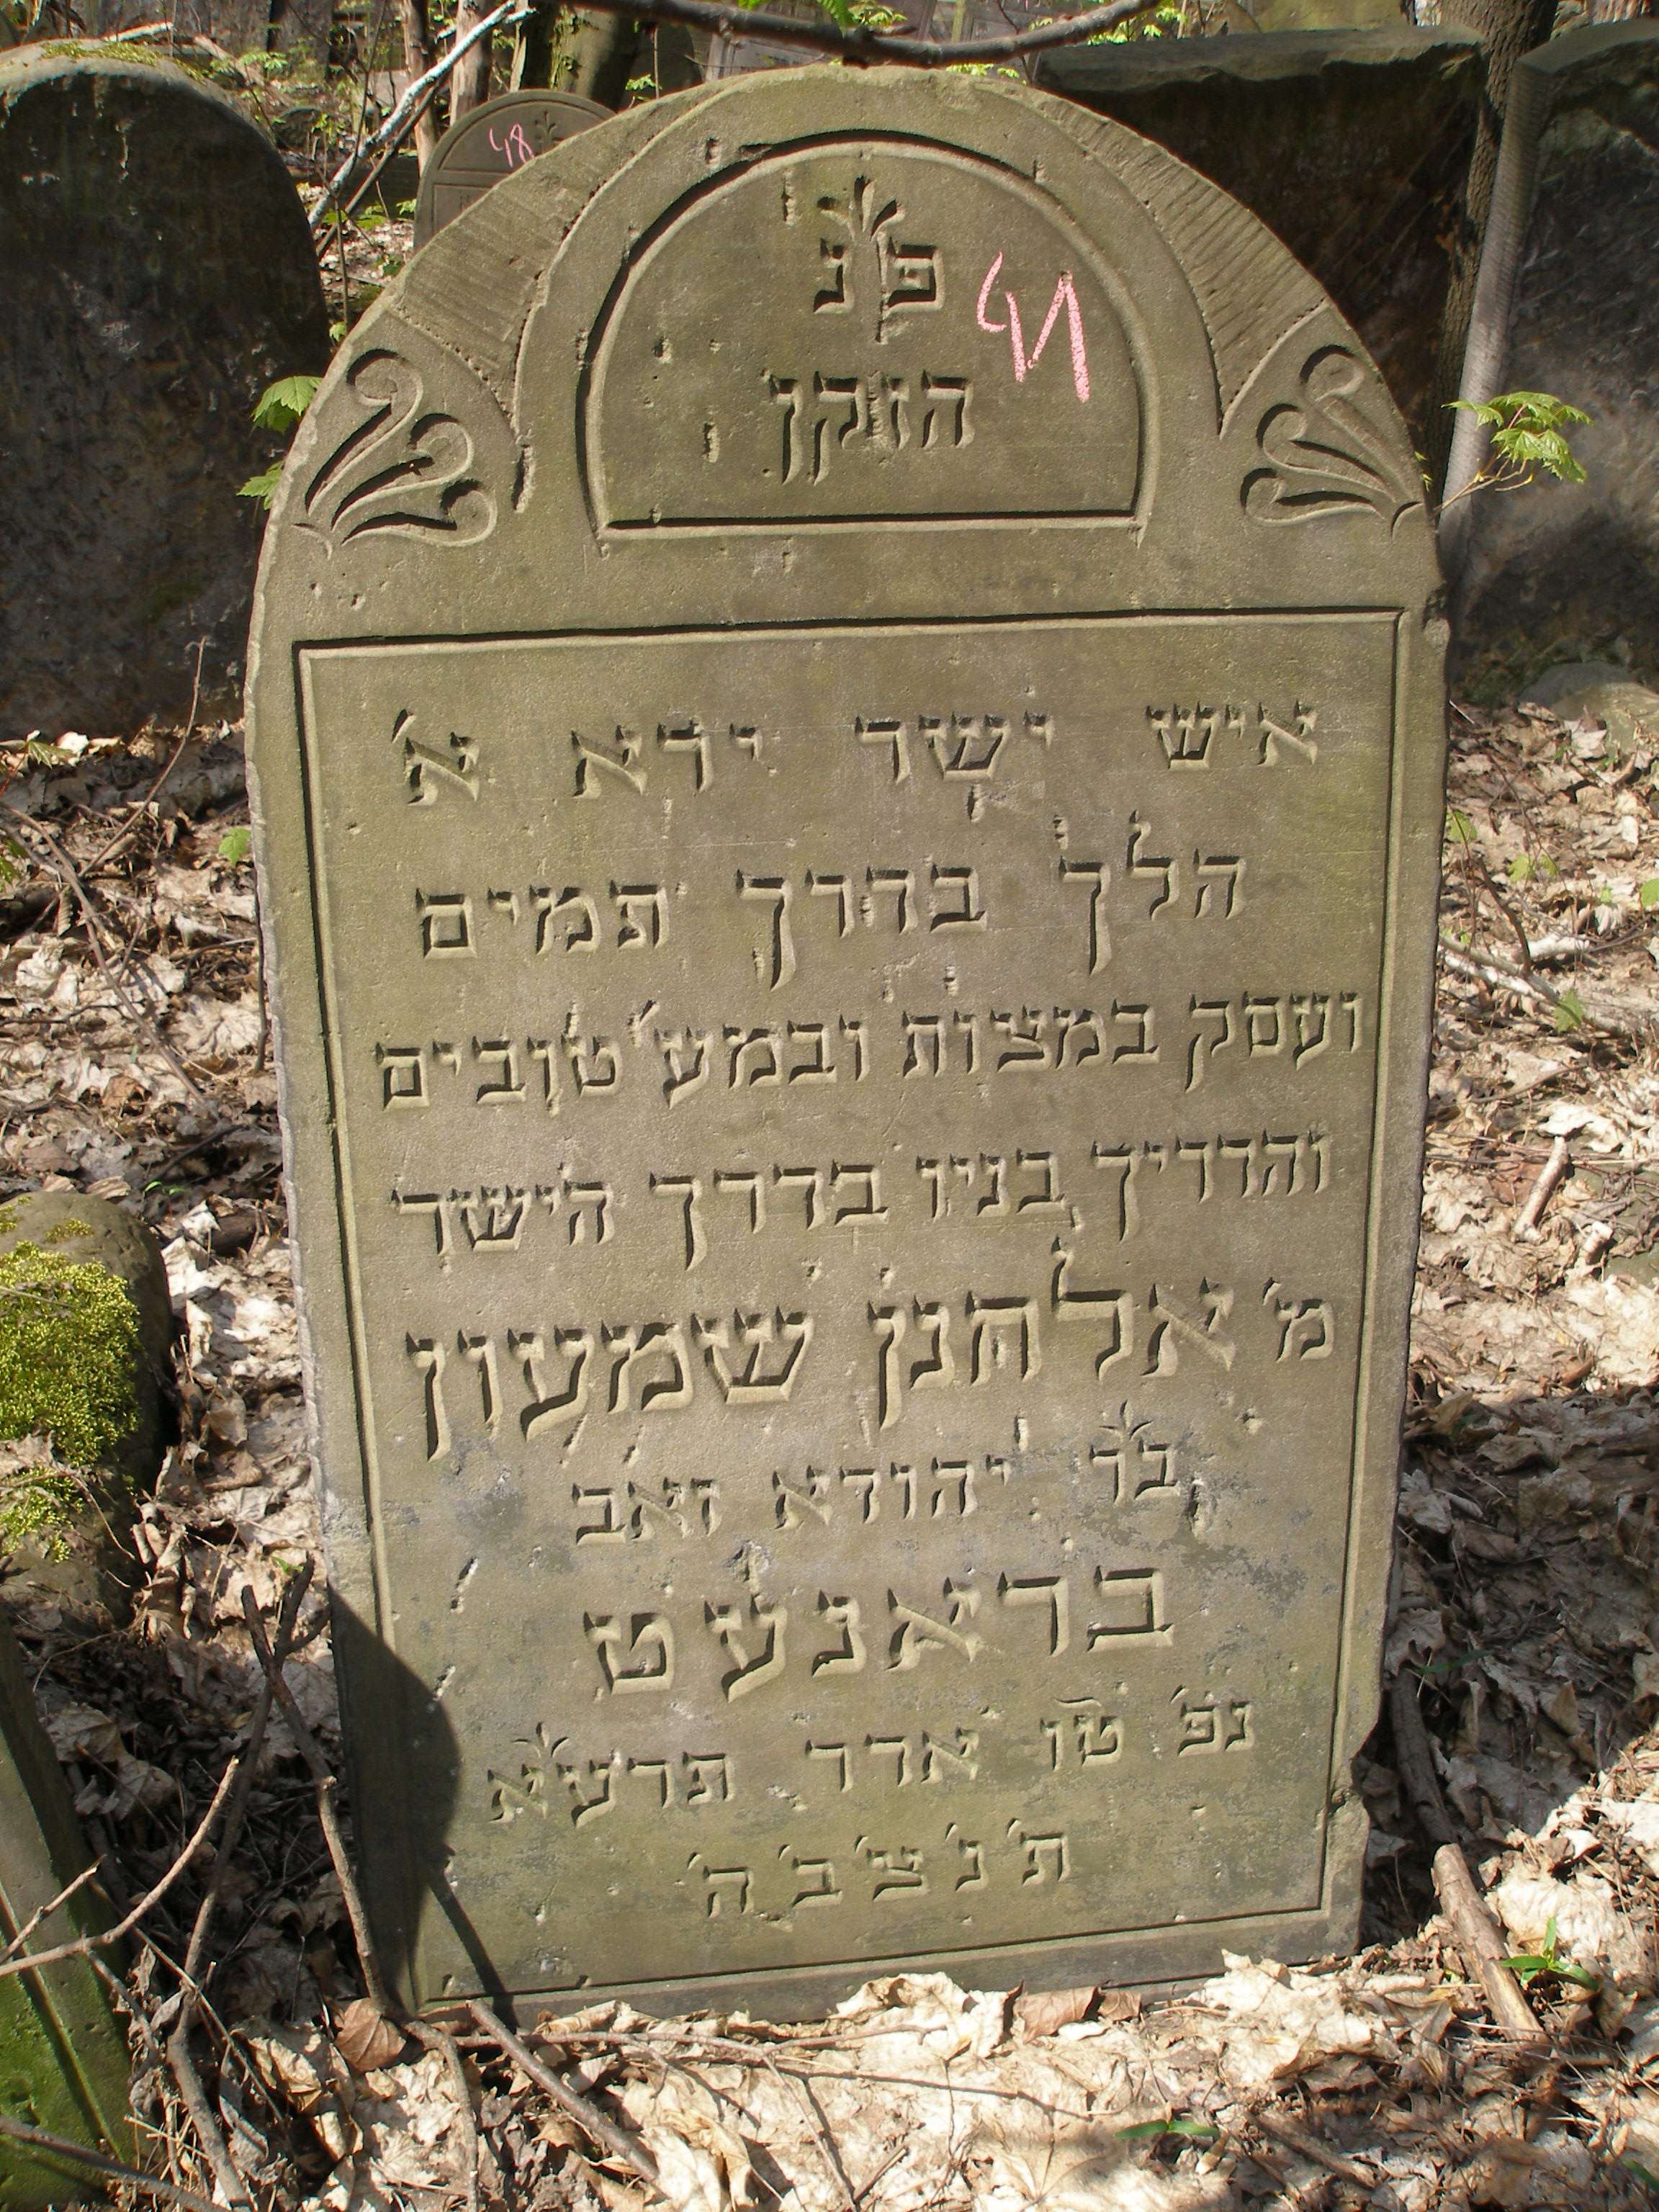 פ נ
הזקן
איש ישר ירא א'
הלך בדרך תמים
ועסק במצות ובמע' טובים
והדריך בניו בדרך הישר
מ' אלחנן שמעון
בר יהודא זאב
בראנעט
נפ' טו אדר תרע"א
ת'נ'צ'ב'ה'
48